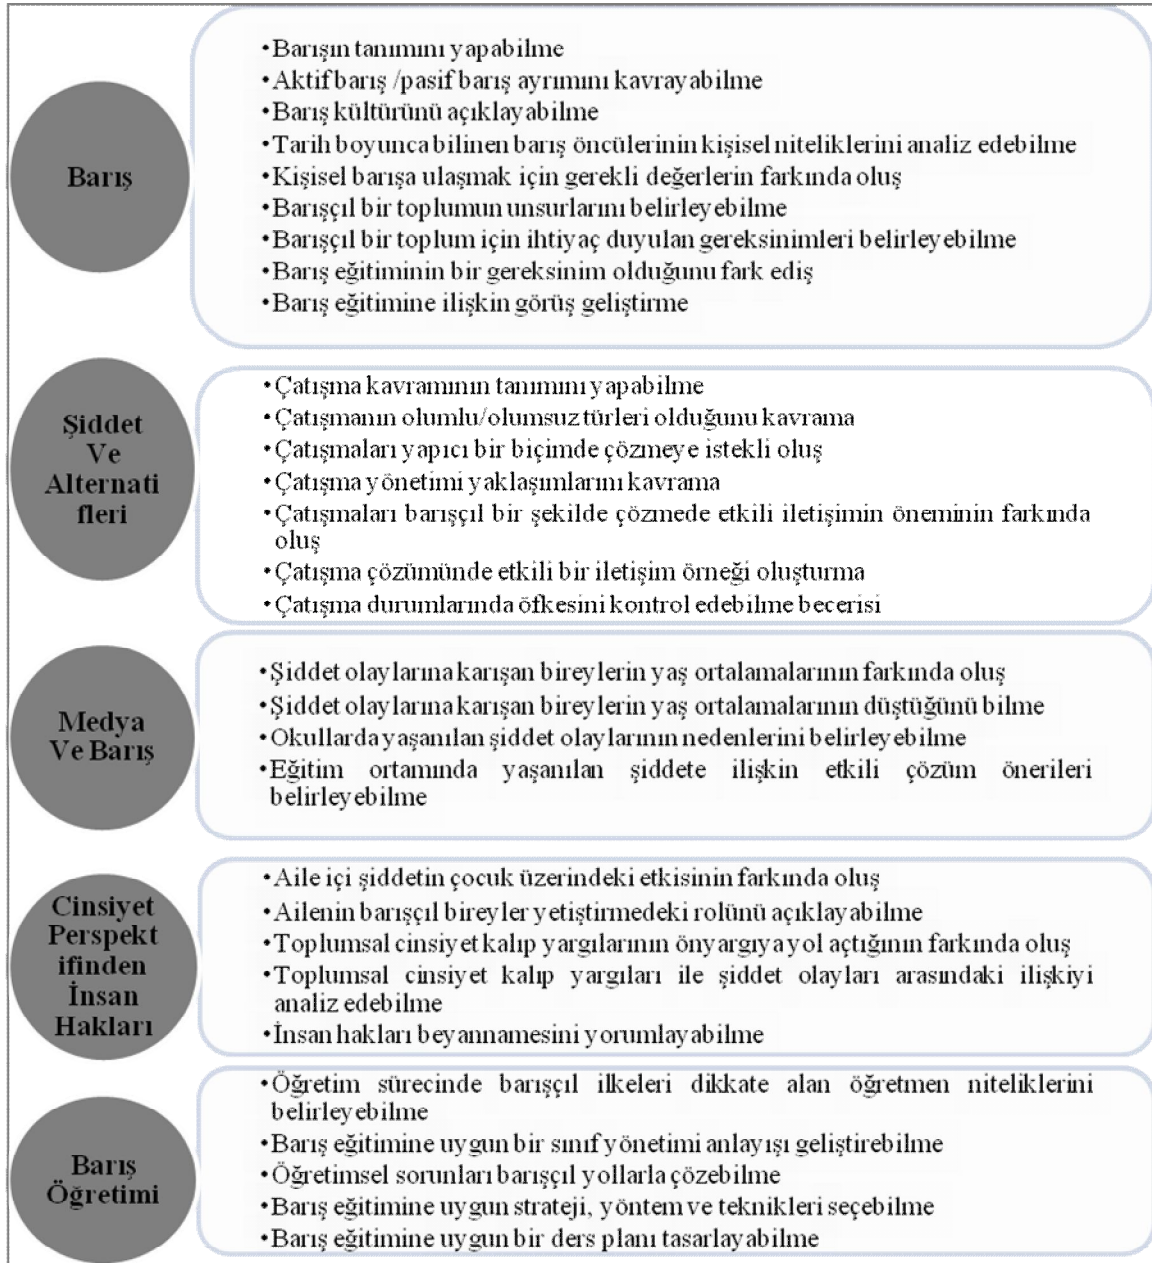 Barış
•Barışın tanımını yapabilme
•Aktif barış /pasif barış ayrımını kavrayabilme
•Barış kültürünü açıklayabilme
•Tarih boyunca bilinen barış öncülerinin kişisel niteliklerini analiz edebilme
•Kişisel barışa ulaşmak için gerekli değerlerin farkında oluş
•Barışçıl bir toplumun unsurlarını belirleyebilme
•Barışçıl bir toplum için ihtiyaç duyulan gereksinimleri belirleyebilme
•Barış eğitiminin bir gereksinim olduğunu fark ediş
•Barış eğitimine ilişkin görüş geliştirme
Şiddet
Ve
Alternati
fleri
•Çatışma kavramının tanımını yapabilme
•Çatışmanın olumlu/olumsuz türleri olduğunu kavrama
•Çatışmaları yapıcı bir biçimde çözmeye istekli oluş
•Çatışma yönetimi yaklaşımlarını kavrama
•Çatışmaları barışçıl bir şekilde çözmede etkili iletişimin öneminin farkında
oluş
•Çatışma çözümünde etkili bir iletişim örneği oluşturma
•Çatışma durumlarında öfkesini kontrol edebilme becerisi
Medya
Ve Barış
•Şiddet olaylarına karışan bireylerin yaş ortalamalarının farkında oluş
•Şiddet olaylarına karışan bireylerin yaş ortalamalarının düştüğünü bilme
•Okullarda yaşanılan şiddet olaylarının nedenlerini belirleyebilme
•Eğitim ortamında yaşanılan şiddete ilişkin etkili çözüm önerileri
belirleyebilme
Cinsiyet
Perspekt
ifinden
İnsan
Hakları
•Aile içi şiddetin çocuk üzerindeki etkisinin farkında oluş
•Ailenin barışçıl bireyler yetiştirmedeki rolünü açıklayabilme
•Toplumsal cinsiyet kalıp yargılarının önyargıya yol açtığının farkında oluş
•Toplumsal cinsiyet kalıp yargıları ile şiddet olayları arasındaki ilişkiyi
analiz edebilme
•İnsan hakları beyannamesini yorumlayabilme
Barış
Öğretimi
•Öğretim sürecinde barışçıl ilkeleri dikkate alan öğretmen niteliklerini
belirleyebilme
•Barış eğitimine uygun bir sınıf yönetimi anlayışı geliştirebilme
•Öğretimsel sorunları barışçıl yollarla çözebilme
•Barış eğitimine uygun strateji, yöntem ve teknikleri seçebilme
•Barış eğitimine uygun bir ders planı tasarlayabilme